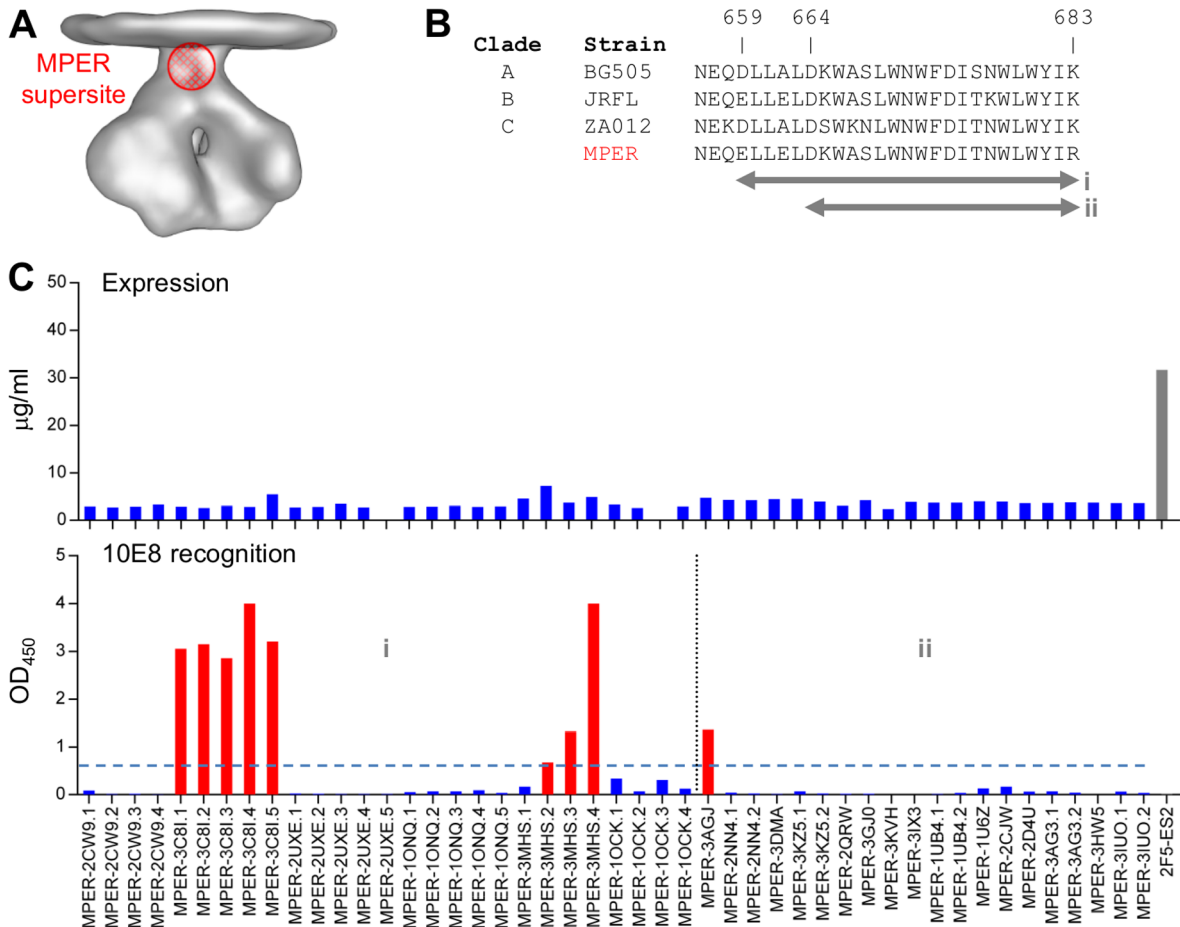 A
MPER
supersite
B
659 664 683
Clade Strain
A BG505 NEQDLLALDKWASLWNWFDISNWLWYIK
B JRFL NEQELLELDKWASLWNWFDITKWLWYIK
C ZA012 NEKDLLALDSWKNLWNWFDITNWLWYIK
MPER NEQELLELDKWASLWNWFDITNWLWYIR
i
ii
C
Expression
50
40
30
20
10
0
µg/ml
10E8 recognition
5
4
3
2
1
0
OD450
i
ii
MPER-2CW9.1
MPER-2CW9.2
MPER-2CW9.3
MPER-2CW9.4
MPER-3C8I.1
MPER-3C8I.2
MPER-3C8I.3
MPER-3C8I.4
MPER-3C8I.5
MPER-2UXE.1
MPER-2UXE.2
MPER-2UXE.3
MPER-2UXE.4
MPER-2UXE.5
MPER-1ONQ.1
MPER-1ONQ.2
MPER-1ONQ.3
MPER-1ONQ.4
MPER-1ONQ.5
MPER-3MHS.1
MPER-3MHS.2
MPER-3MHS.3
MPER-3MHS.4
MPER-1OCK.1
MPER-1OCK.2
MPER-1OCK.3
MPER-1OCK.4
MPER-3AGJ
MPER-2NN4.1
MPER-2NN4.2
MPER-3DMA
MPER-3KZ5.1
MPER-3KZ5.2
MPER-2QRW
MPER-3GJ0
MPER-3KVH
MPER-3IX3
MPER-1UB4.1
MPER-1UB4.2
MPER-1U6Z
MPER-2CJW
MPER-2D4U
MPER-3AG3.1
MPER-3AG3.2
MPER-3HW5
MPER-3IUO.1
MPER-3IUO.2
2F5-ES2